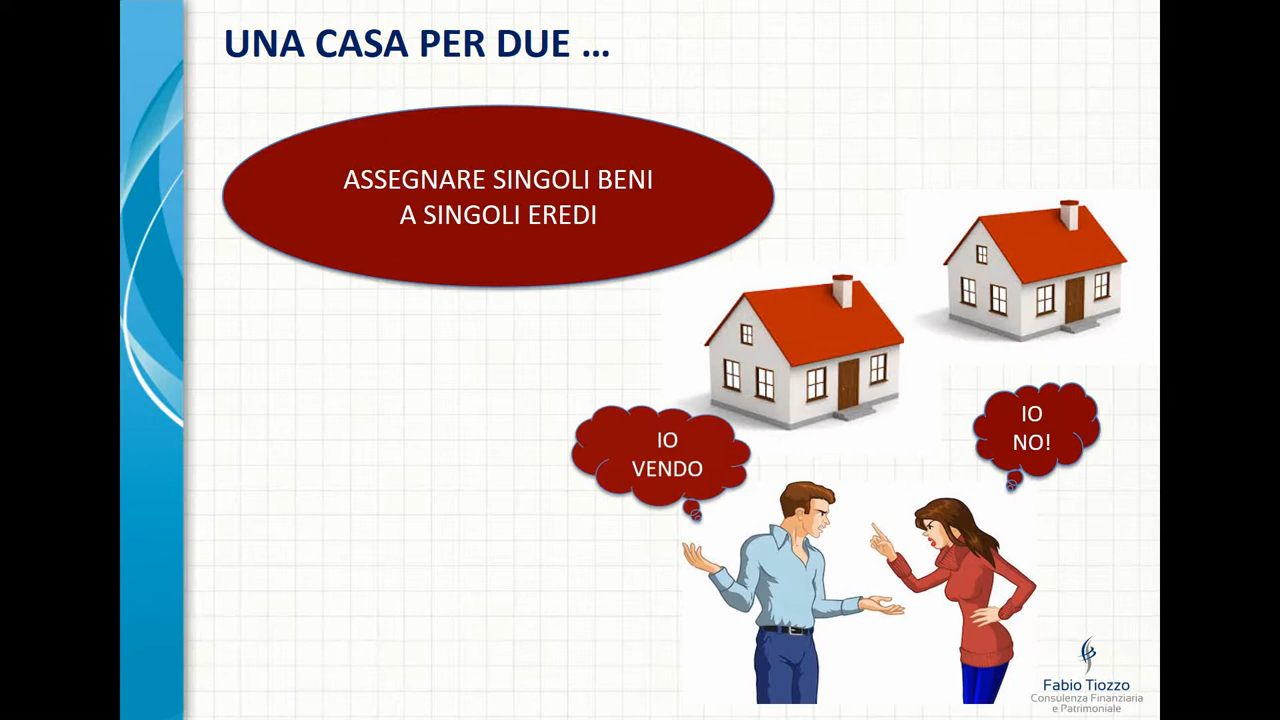 UNA CASA PER DUE ...
ASSEGNARE SINGOLI BENI
A SINGOLI EREDI
IO
VENDO
IO
NO!
Fabio Tiozzo
Consulenza Finanziaria
e Patrimoniale